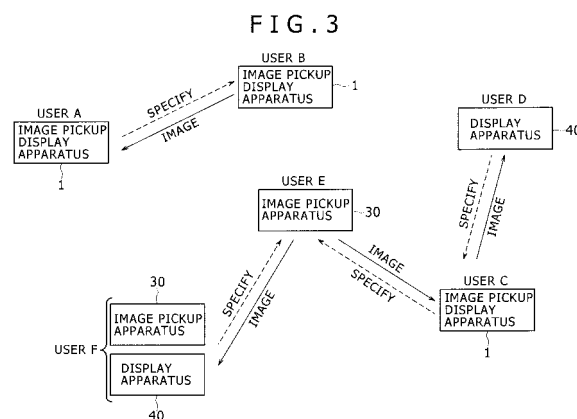 FIG.3
USER B
IMAGE PICKUP
DISPLAY
APPARATUS
1
SPECIFY
IMAGE
USER A
IMAGE PICKUP
DISPLAY
APPARATUS
1
USER D
DISPLAY
APPARATUS
40
SPECIFY
IMAGE
USER E
IMAGE PICKUP
APPARATUS
30
IMAGE
SPECIFY
USER C
IMAGE PICKUP
DISPLAY
APPARATUS
1
SPECIFY
IMAGE
30
IMAGE PICKUP
APPARATUS
USER F
DISPLAY
APPARATUS
40